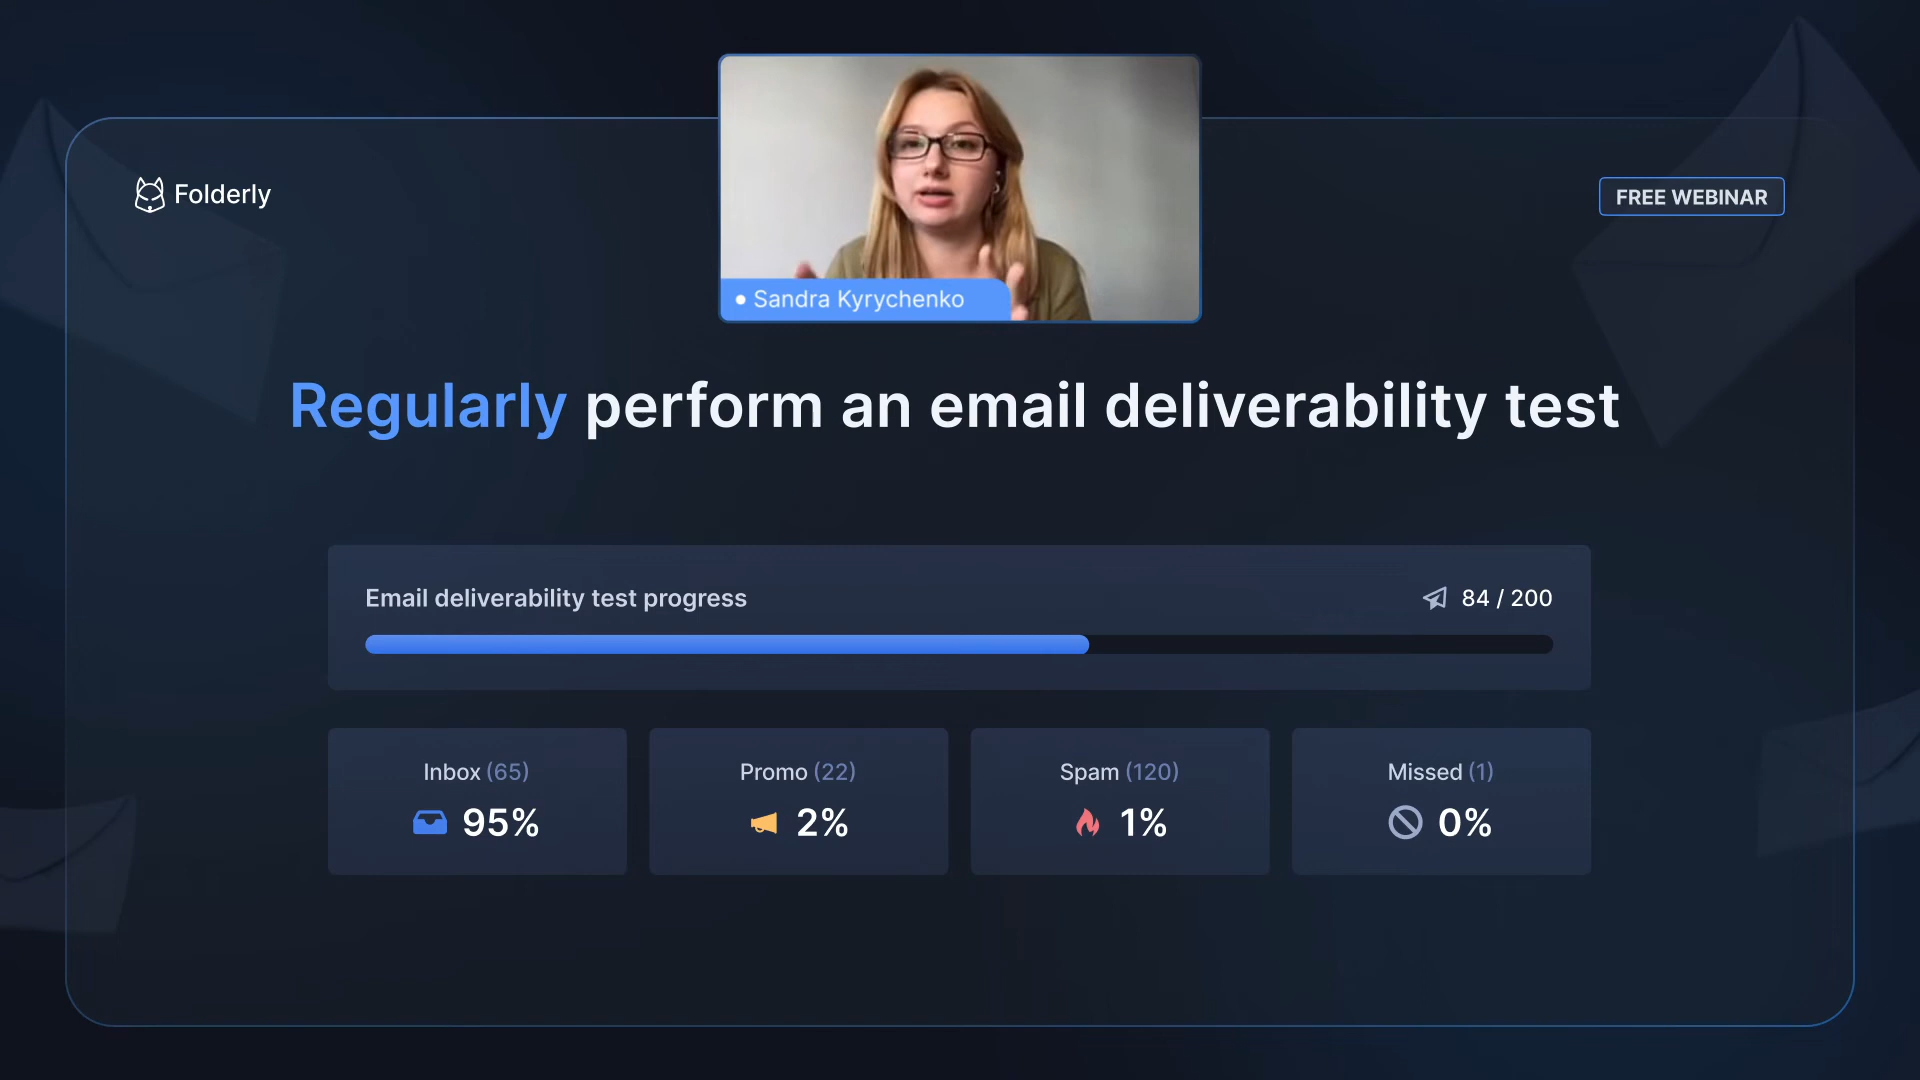 Folderly
FREE WEBINAR
Sandra Kyrychenko
Regularly perform an email deliverability test
Email deliverability test progress
84 / 200
Inbox (65)
95%
Promo (22)
2%
Spam (120)
1%
Missed (1)
0%